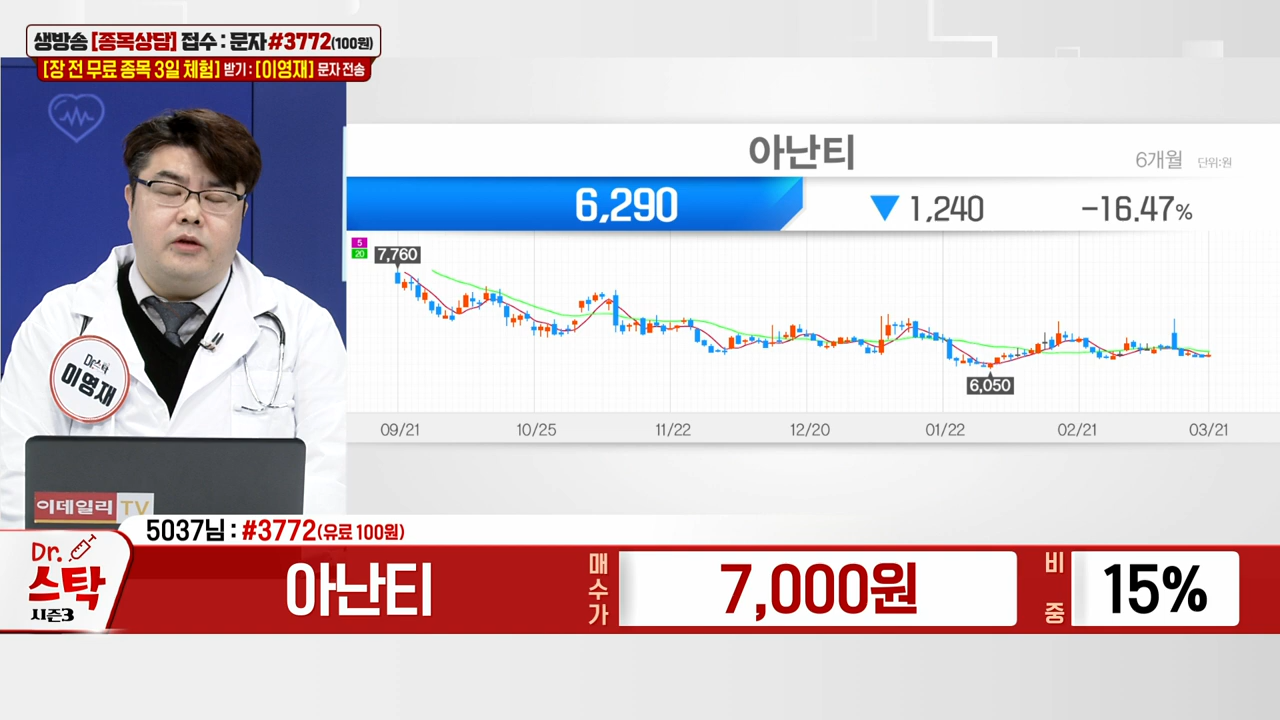 생방송 [종목상담] 접수 : 문자#3772(100원)
[장 전 무료 종목 3일 체험] 받기 : [이영재] 문자 전송
아난티
6개월 단위:원
6,290 ▼ 1,240 -16.47%
5
20
7,760
6,050
09/21 10/25 11/22 12/20 01/22 02/21 03/21
Dr.스탁
이영재
이데일리 TV
5037님 : #3772(유료 100원)
Dr.
스탁
시즌3
아난티 매수가 7,000원 비중 15%